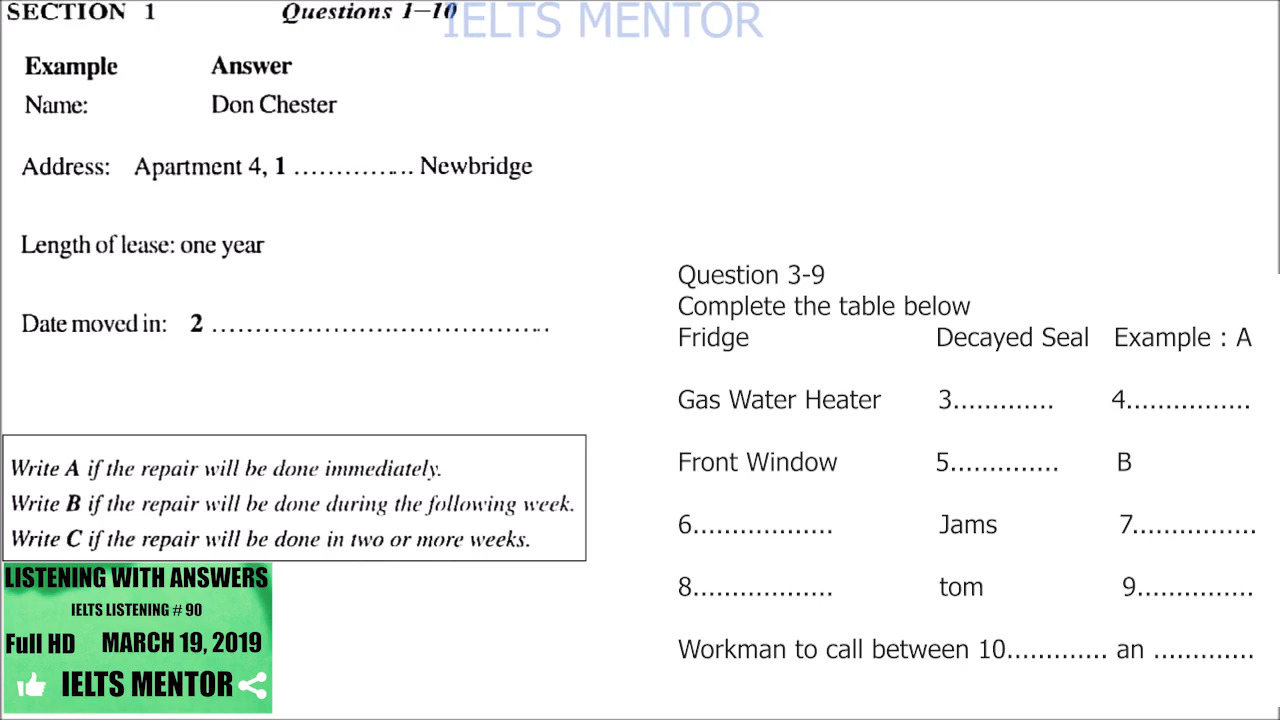 SECTION 1 Questions 1–10
IELTS MENTOR
Example Answer
Name: Don Chester
Address: Apartment 4, 1 .............. Newbridge
Length of lease: one year
Date moved in: 2 .......................................
Write A if the repair will be done immediately.
Write B if the repair will be done during the following week.
Write C if the repair will be done in two or more weeks.
LISTENING WITH ANSWERS
IELTS LISTENING # 90
Full HD MARCH 19, 2019
IELTS MENTOR
Question 3-9
Complete the table below
Fridge Decayed Seal Example : A
Gas Water Heater 3............. 4................
Front Window 5.............. B
6.................. Jams 7................
8.................. tom 9...............
Workman to call between 10............. an .............